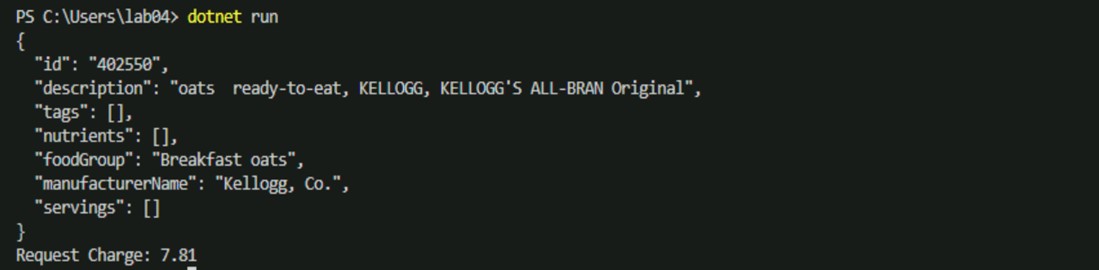 PS C:\Users\lab04> dotnet run
{
  "id": "402550",
  "description": "oats  ready-to-eat, KELLOGG, KELLOGG'S ALL-BRAN Original",
  "tags": [],
  "nutrients": [],
  "foodGroup": "Breakfast oats",
  "manufacturerName": "Kellogg, Co.",
  "servings": []
}
Request Charge: 7.81